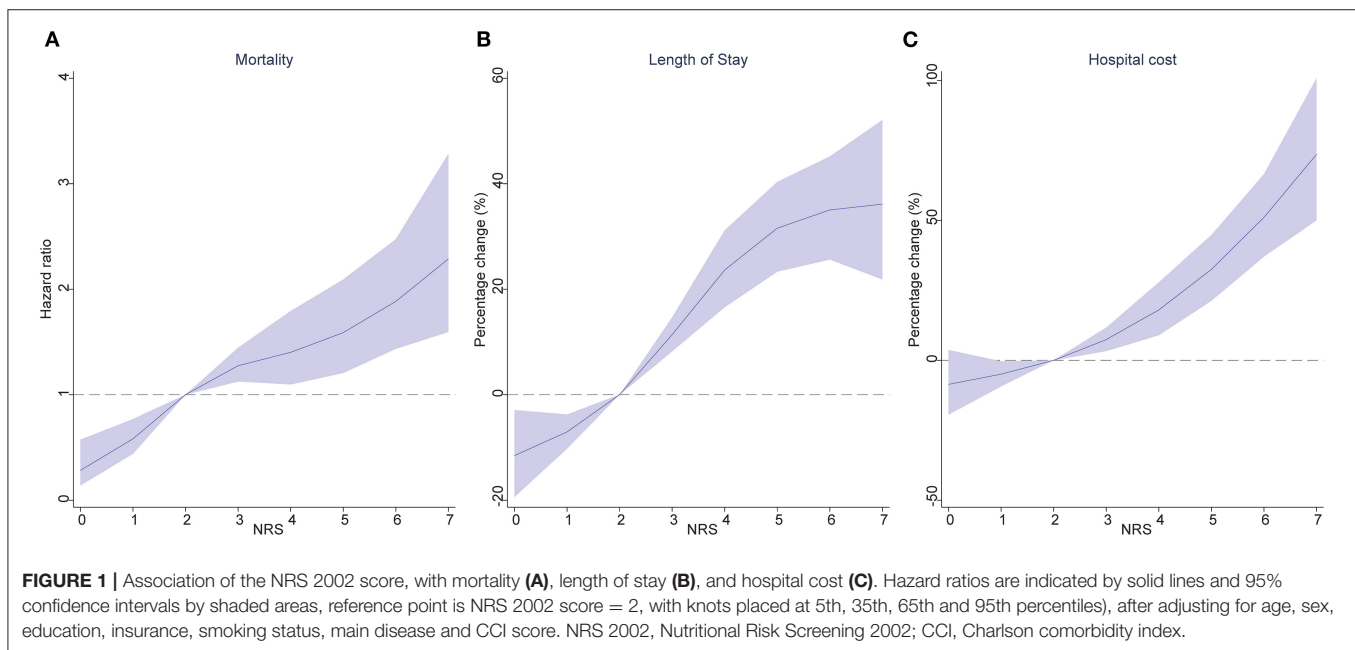 A
Mortality
Hazard ratio
4
3
2
1
0
0 1 2 3 4 5 6 7
NRS
B
Length of Stay
Percentage change (%)
60
40
20
0
-20
0 1 2 3 4 5 6 7
NRS
C
Hospital cost
Percentage change (%)
100
50
0
-50
0 1 2 3 4 5 6 7
NRS
FIGURE 1 | Association of the NRS 2002 score, with mortality (A), length of stay (B), and hospital cost (C). Hazard ratios are indicated by solid lines and 95%
confidence intervals by shaded areas, reference point is NRS 2002 score = 2, with knots placed at 5th, 35th, 65th and 95th percentiles), after adjusting for age, sex,
education, insurance, smoking status, main disease and CCI score. NRS 2002, Nutritional Risk Screening 2002; CCI, Charlson comorbidity index.